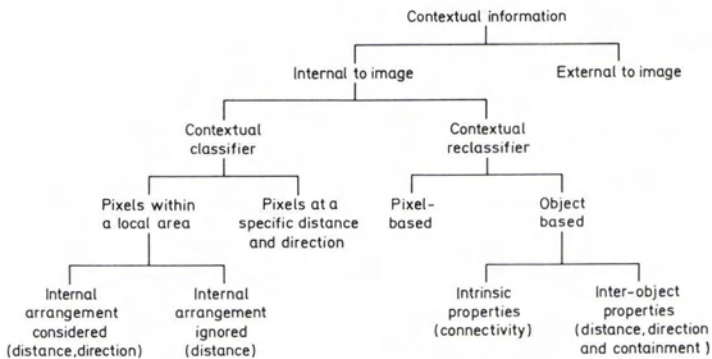 Contextual information
Internal to image
External to image
Contextual
classifier
Contextual
reclassifier
Pixels within
a local area
Pixels at a
specific distance
and direction
Pixel-
based
Object
based
Internal
arrangement
considered
(distance,direction)
Internal
arrangement
ignored
(distance)
Intrinsic
properties
(connectivity)
Inter-object
properties
(distance,direction
and containment)